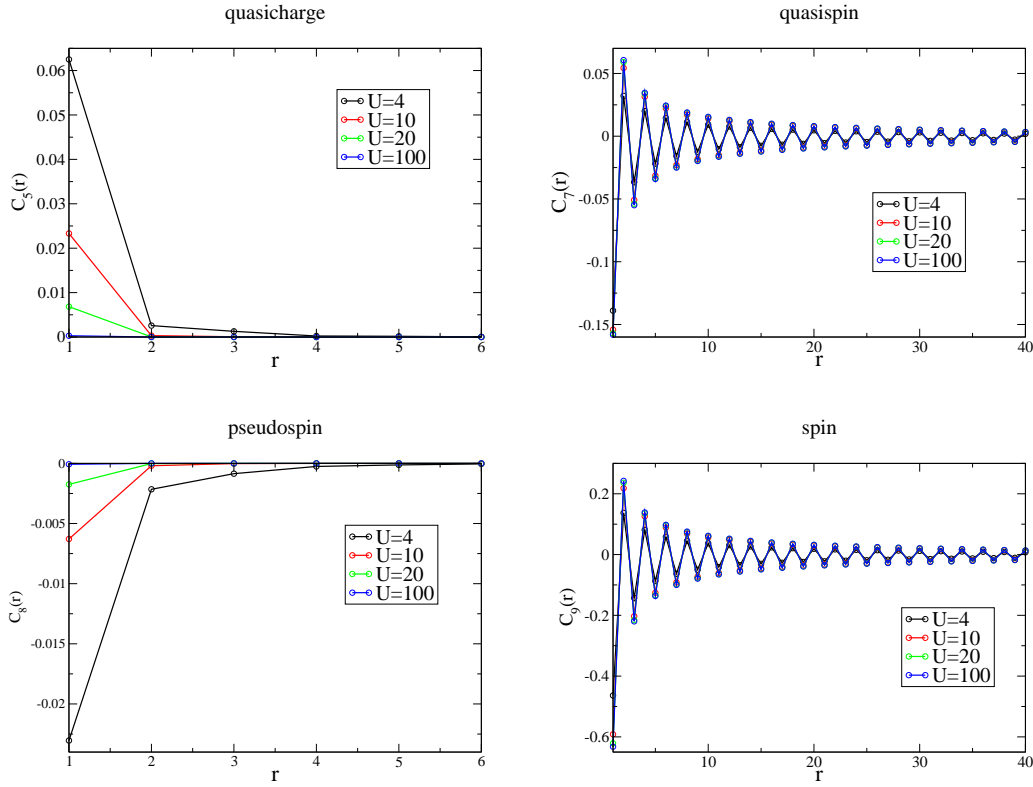 quasicharge
0.06
0.05
0.04
0.03
0.02
0.01
0
C5(r)
U=4
U=10
U=20
U=100
1 2 3 4 5 6
r
quasispin
0.05
0
-0.05
-0.1
-0.15
C7(r)
U=4
U=10
U=20
U=100
10 20 30 40
r
pseudospin
0
-0.005
-0.01
-0.015
-0.02
C8(r)
U=4
U=10
U=20
U=100
1 2 3 4 5 6
r
spin
0.2
0
-0.2
-0.4
-0.6
C9(r)
U=4
U=10
U=20
U=100
10 20 30 40
r